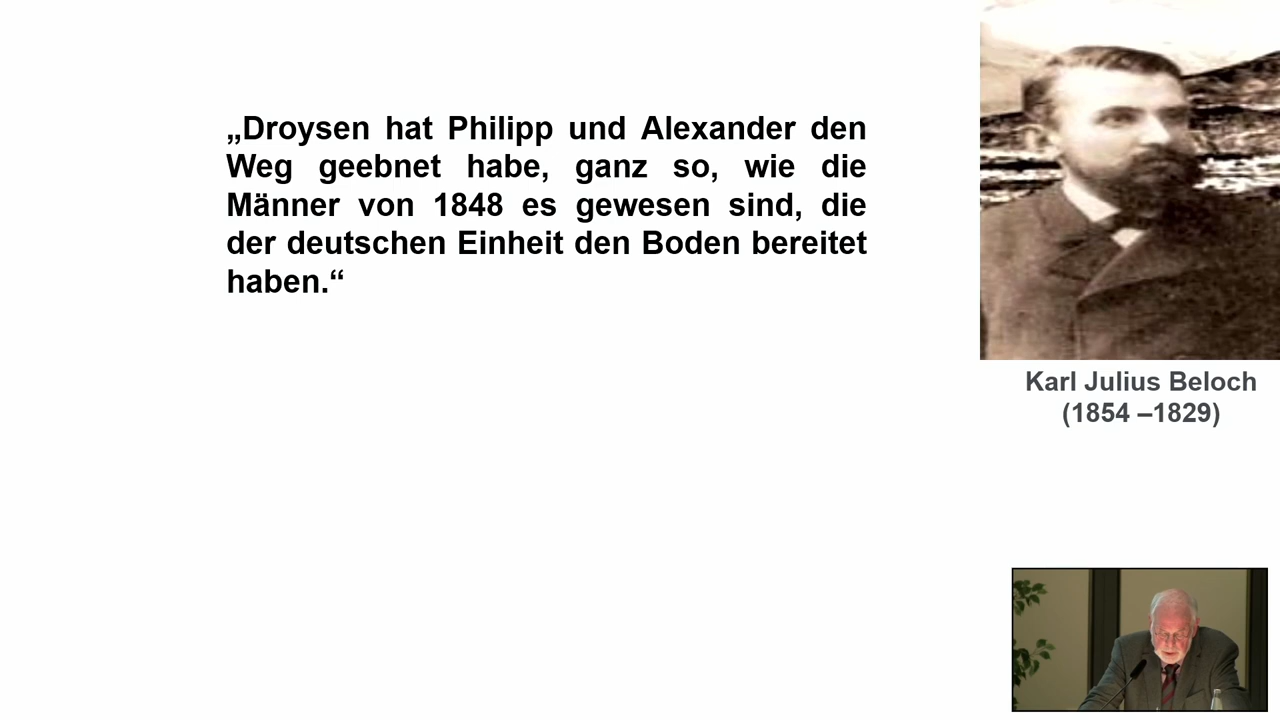 „Droysen hat Philipp und Alexander den
Weg geebnet habe, ganz so, wie die
Männer von 1848 es gewesen sind, die
der deutschen Einheit den Boden bereitet
haben.“
Karl Julius Beloch
(1854 –1829)